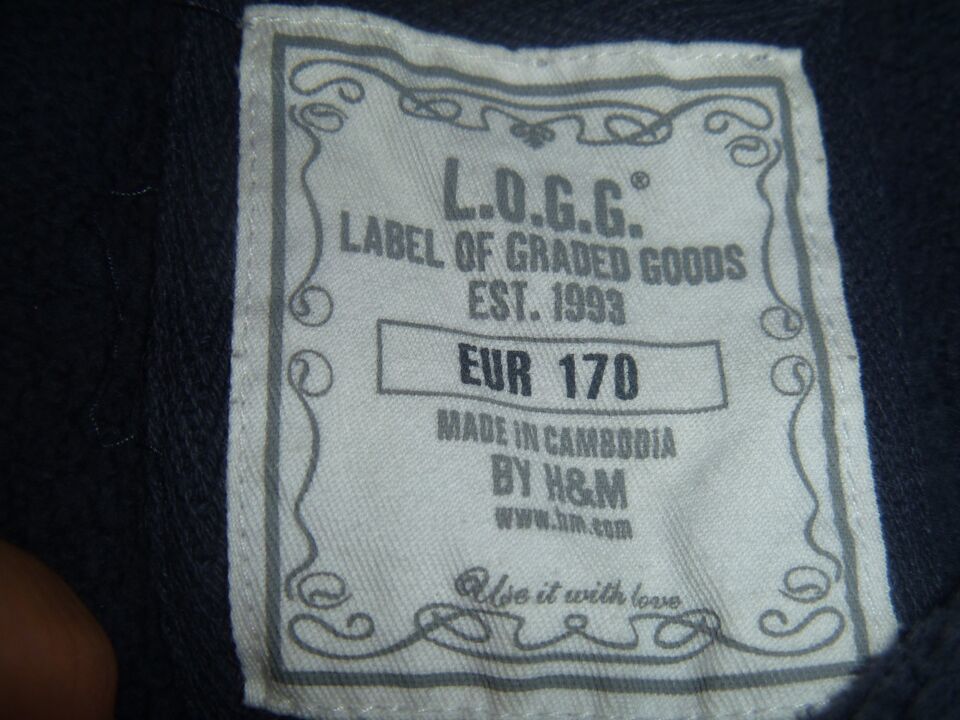 L.O.G.G.®
LABEL OF GRADED GOODS
EST. 1993
EUR 170
MADE IN CAMBODIA
BY H&M
www.hm.com
Use it with love